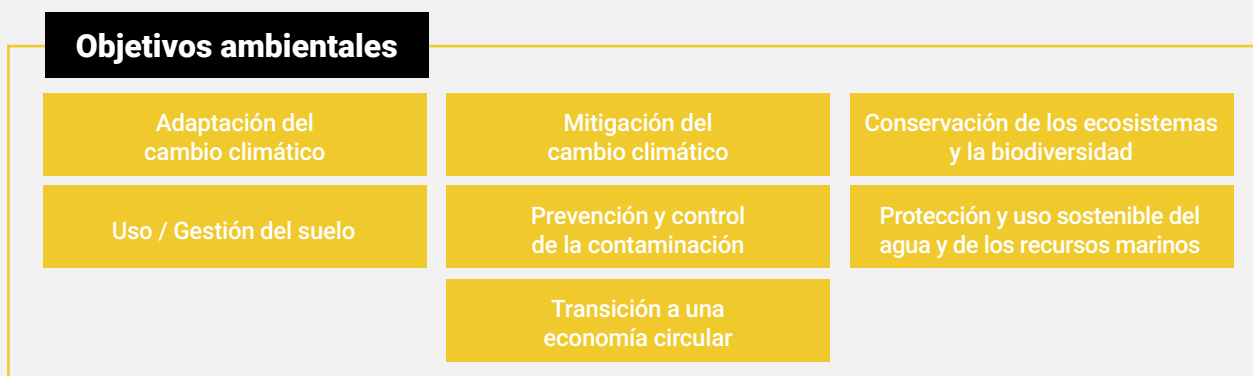 Objetivos ambientales
Adaptación del
cambio climático
Mitigación del
cambio climático
Conservación de los ecosistemas
y la biodiversidad
Uso / Gestión del suelo
Prevención y control
de la contaminación
Protección y uso sostenible del
agua y de los recursos marinos
Transición a una
economía circular